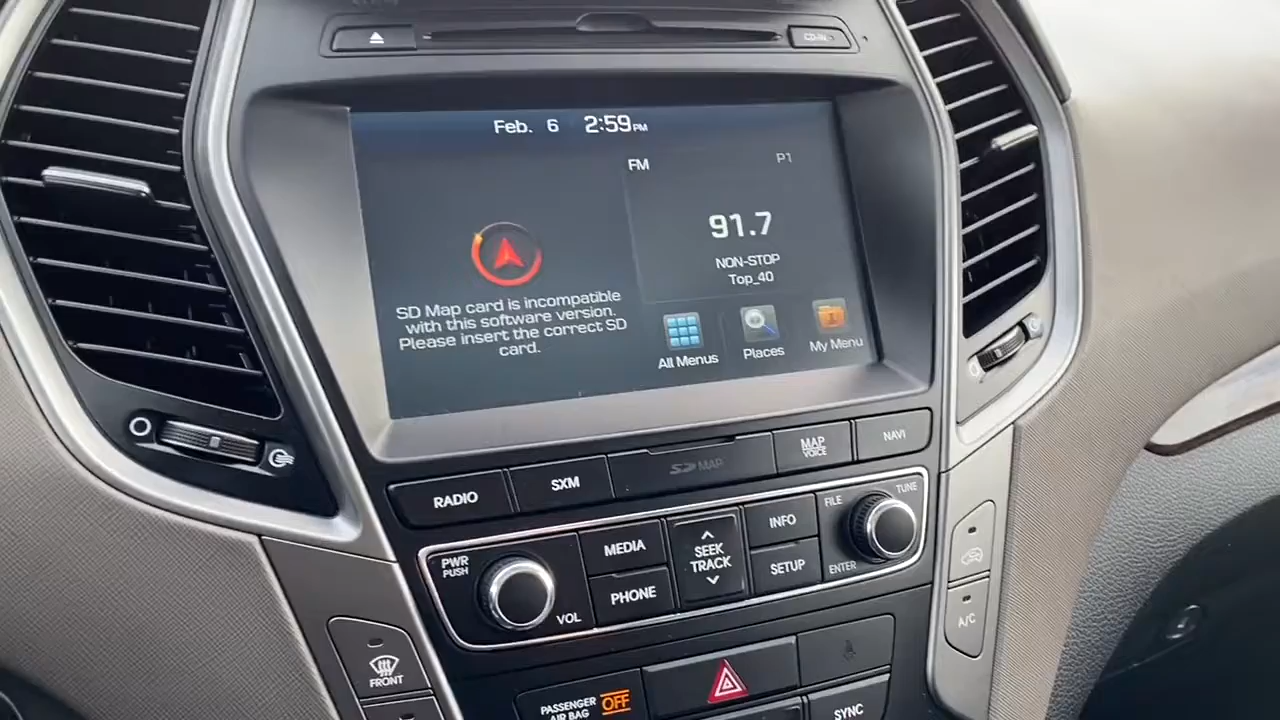 CD-IN
Feb. 6 2:59 PM
FM P1
91.7
NON-STOP
Top_40
SD Map card is incompatible
with this software version.
Please insert the correct SD
card.
All Menus
Places
My Menu
RADIO
SXM
SD MAP
MAP
VOICE
NAVI
PWR
PUSH
VOL
MEDIA
PHONE
SEEK
TRACK
INFO
SETUP
FILE
TUNE
ENTER
FRONT
A/C
PASSENGER
AIR BAG
OFF
SYNC